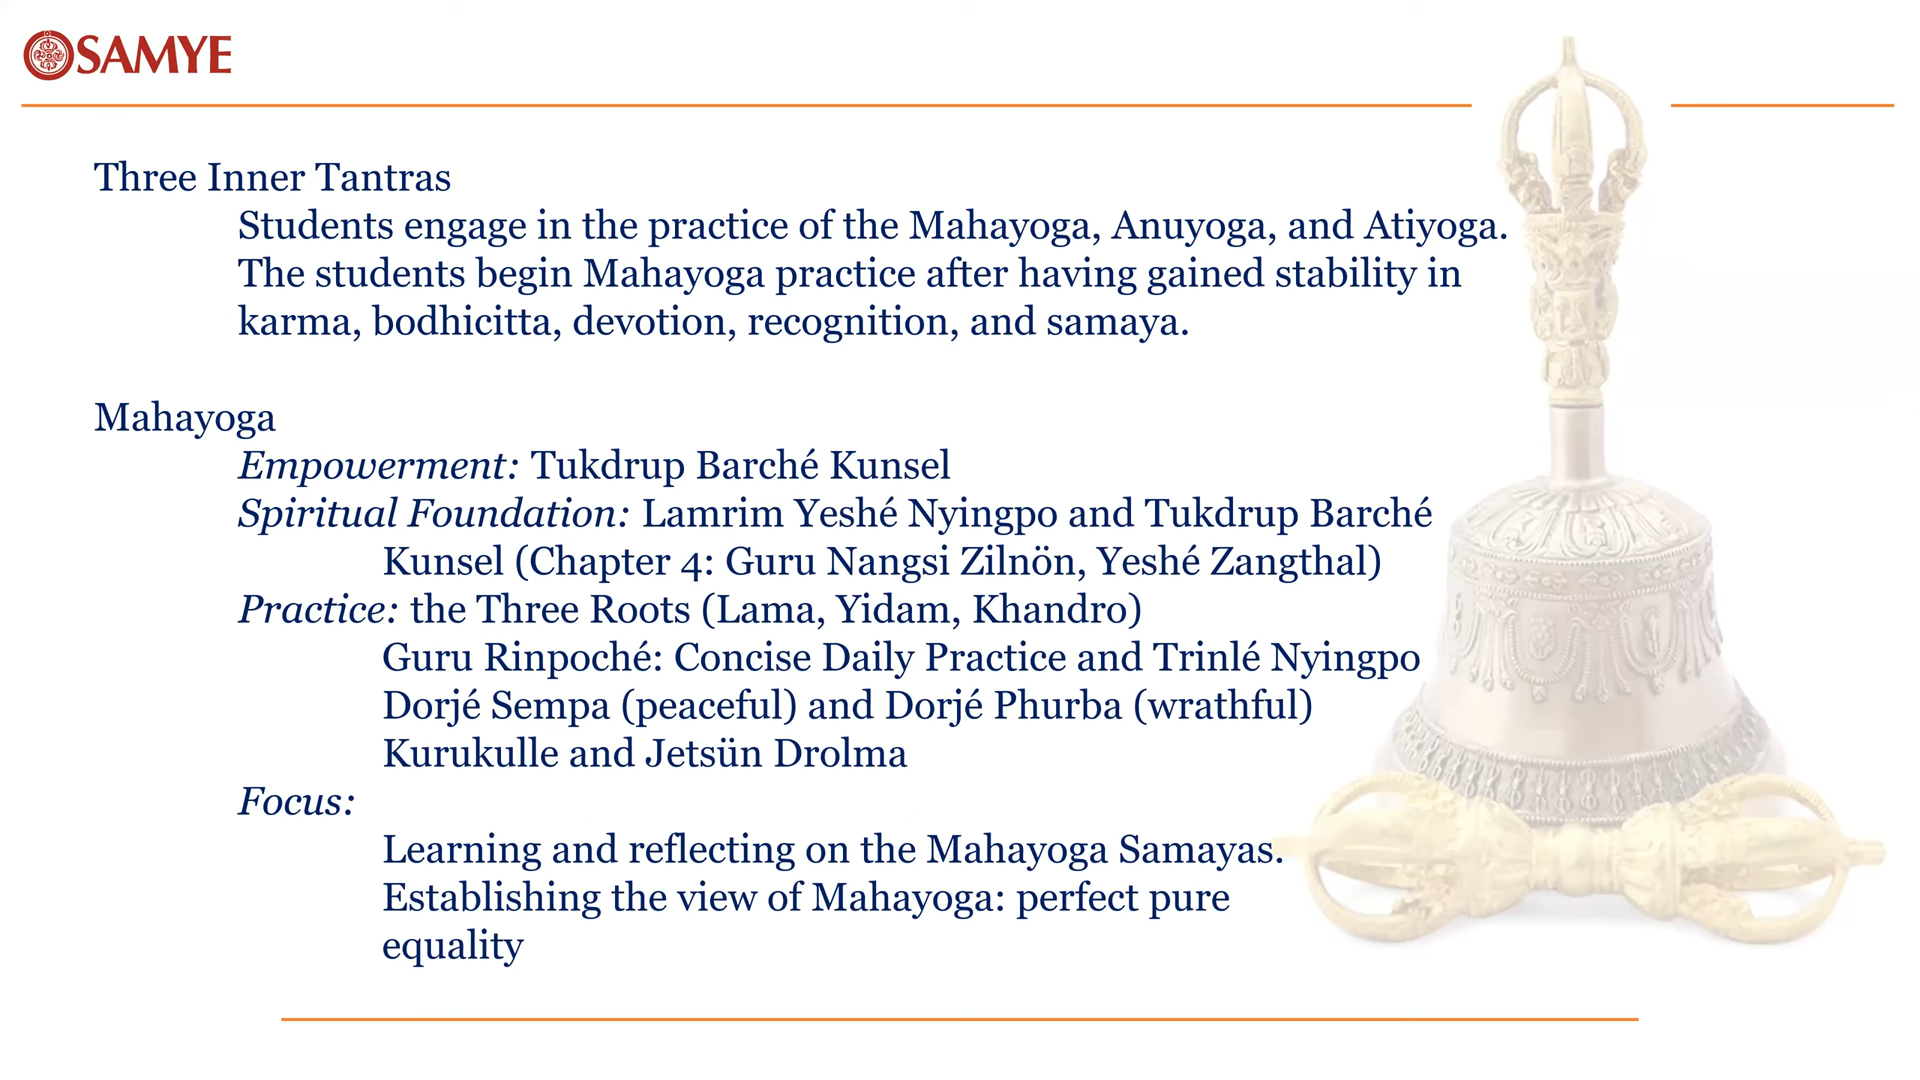 SAMYE
Three Inner Tantras
Students engage in the practice of the Mahayoga, Anuyoga, and Atiyoga.
The students begin Mahayoga practice after having gained stability in
karma, bodhicitta, devotion, recognition, and samaya.
Mahayoga
Empowerment: Tukdrup Barché Kunsel
Spiritual Foundation: Lamrim Yeshé Nyingpo and Tukdrup Barché
Kunsel (Chapter 4: Guru Nangsi Zilnön, Yeshé Zangthal)
Practice: the Three Roots (Lama, Yidam, Khandro)
Guru Rinpoché: Concise Daily Practice and Trinlé Nyingpo
Dorjé Sempa (peaceful) and Dorjé Phurba (wrathful)
Kurukulle and Jetsün Drolma
Focus:
Learning and reflecting on the Mahayoga Samayas.
Establishing the view of Mahayoga: perfect pure
equality